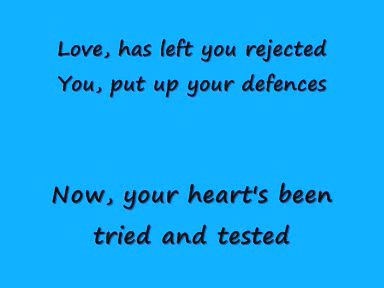 Love, has left you rejected
You, put up your defences
Now, your heart's been
tried and tested